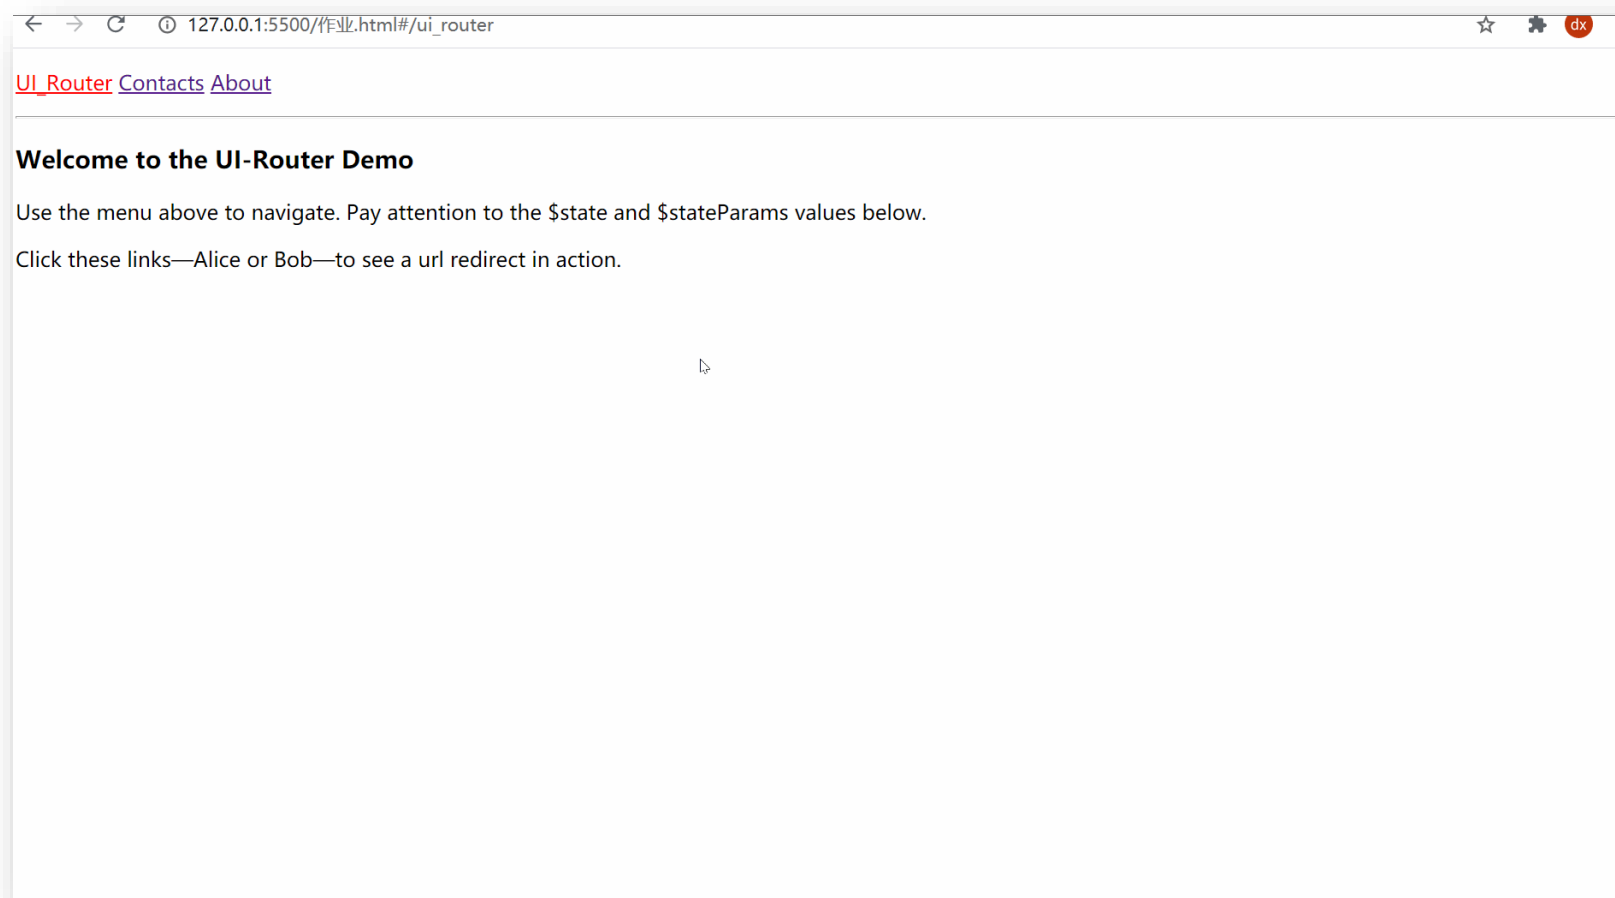 127.0.0.1:5500/作业.html#/ui_router
dx
UI_Router Contacts About
Welcome to the UI-Router Demo
Use the menu above to navigate. Pay attention to the $state and $stateParams values below.
Click these links—Alice or Bob—to see a url redirect in action.